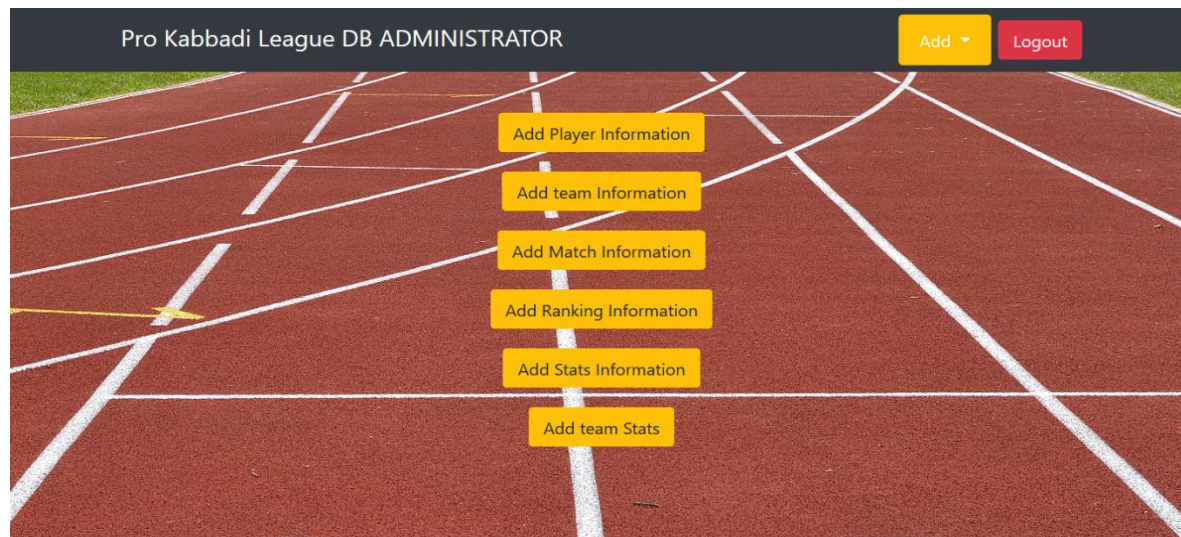 Pro Kabbadi League DB ADMINISTRATOR
Add
Logout
Add Player Information
Add team Information
Add Match Information
Add Ranking Information
Add Stats Information
Add team Stats